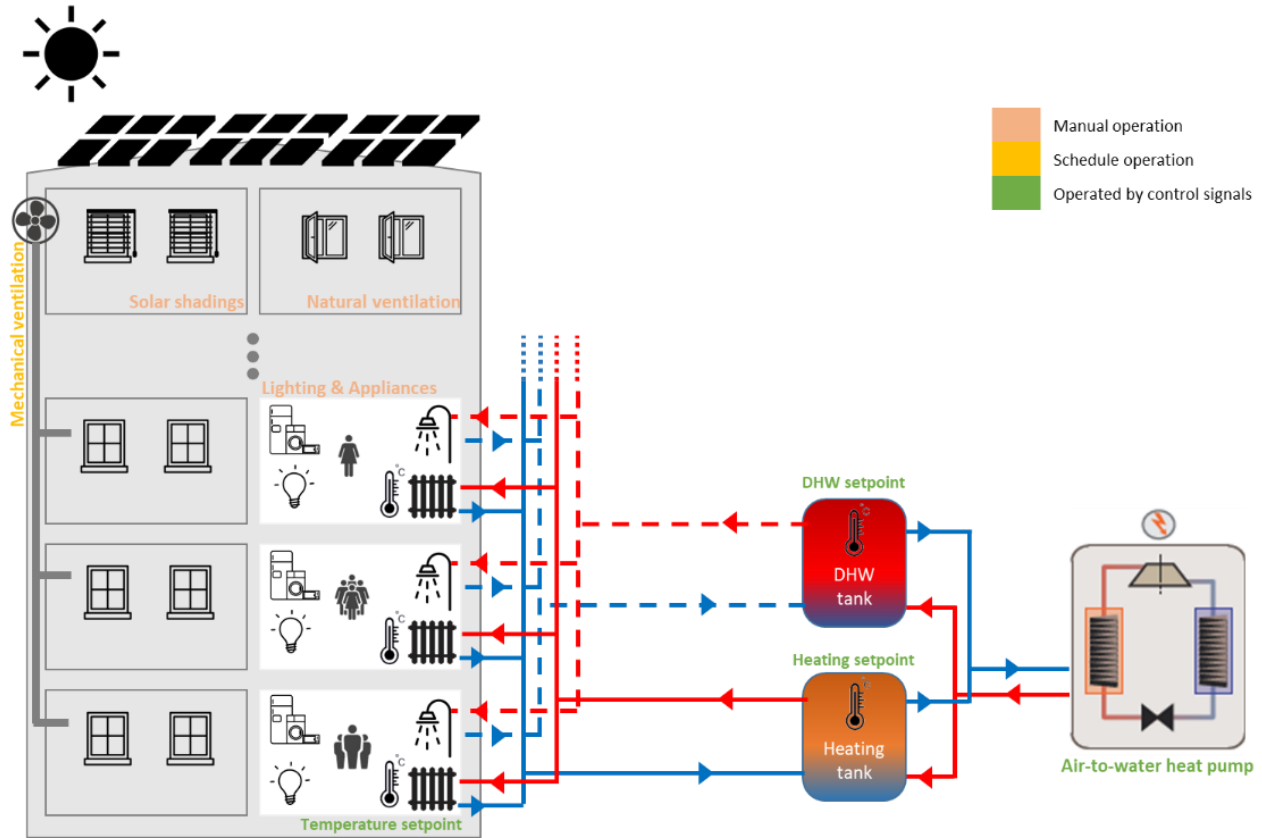 Manual operation
Schedule operation
Operated by control signals
Mechanical ventilation
Solar shadings
Natural ventilation
Lighting & Appliances
°C
°C
°C
Temperature setpoint
DHW setpoint
°C
DHW
tank
Heating setpoint
°C
Heating
tank
Air-to-water heat pump